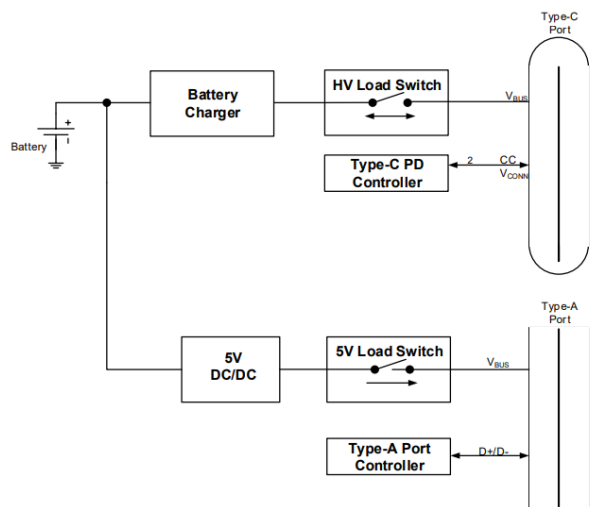 Type-C
Port
Battery
Charger
HV Load Switch
VBUS
+
Battery
Type-C PD
Controller
2
CC
VCONN
Type-A
Port
5V
DC/DC
5V Load Switch
VBUS
Type-A Port
Controller
D+/D-